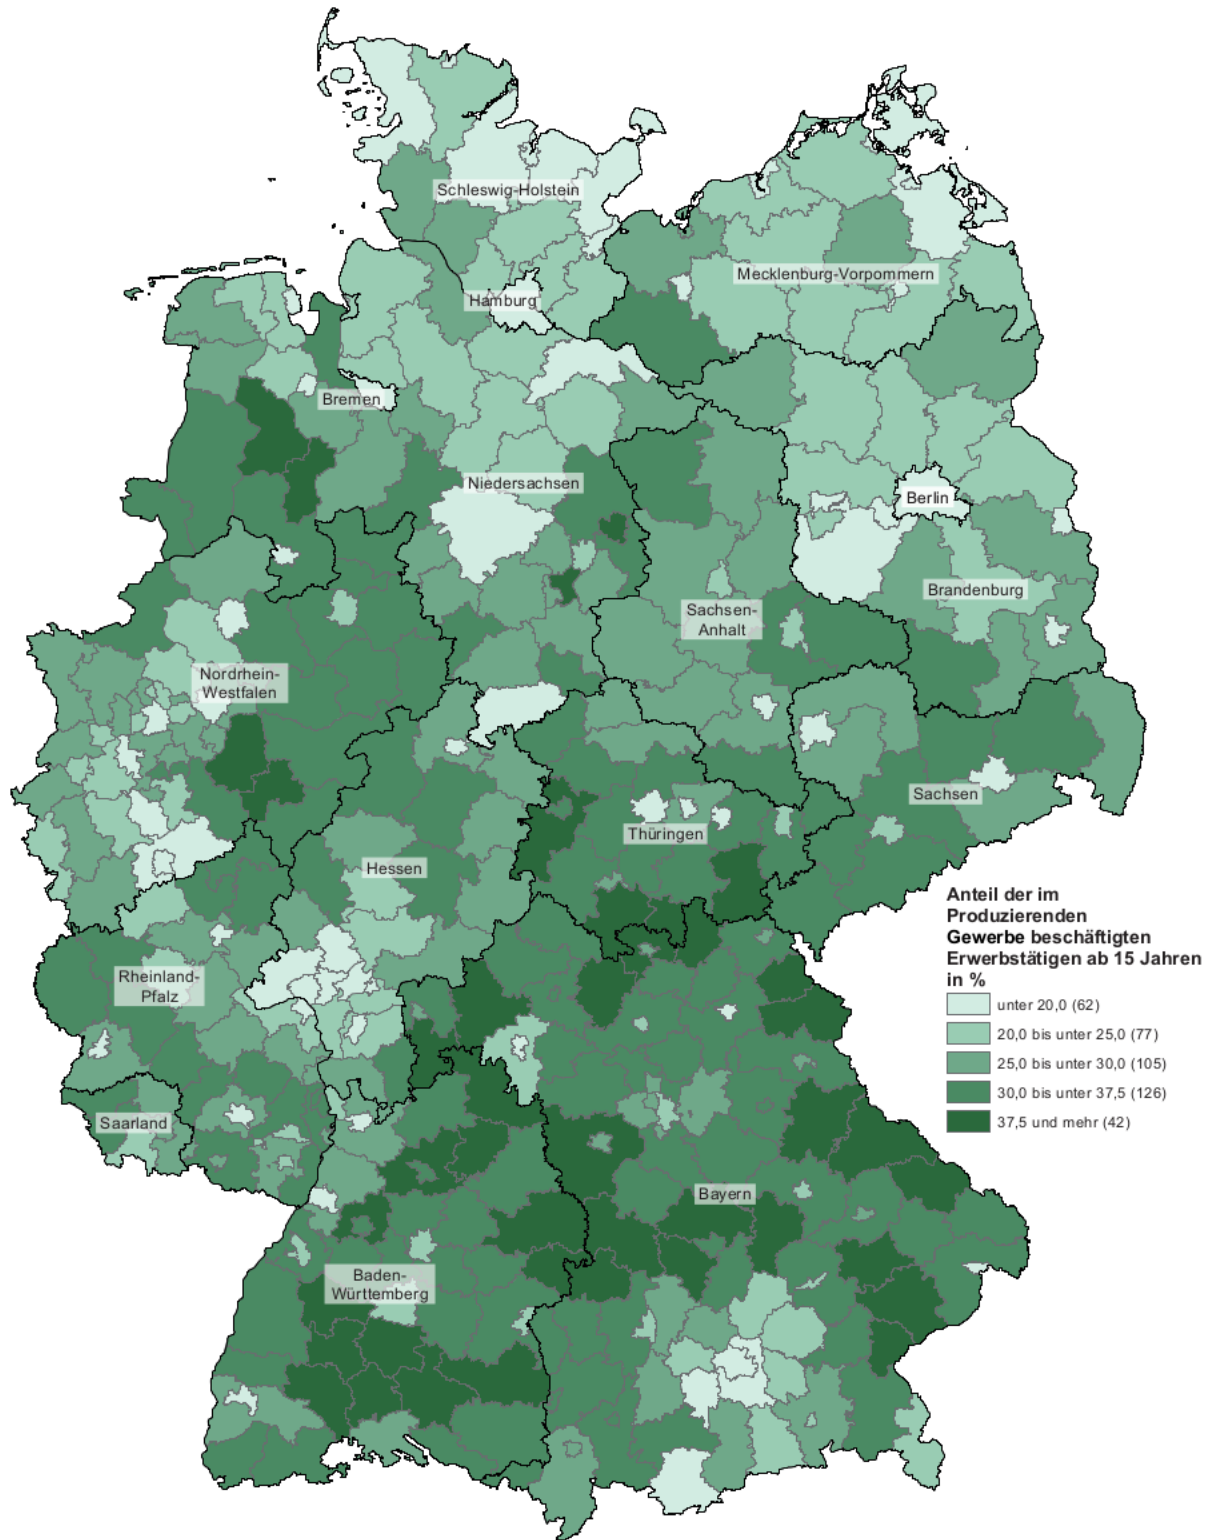 Schleswig-Holstein
Mecklenburg-Vorpommern
Hamburg
Bremen
Niedersachsen
Berlin
Brandenburg
Sachsen-
Anhalt
Nordrhein-
Westfalen
Sachsen
Thüringen
Hessen
Rheinland-
Pfalz
Saarland
Bayern
Baden-
Württemberg
Anteil der im
Produzierenden
Gewerbe beschäftigten
Erwerbstätigen ab 15 Jahren
in %
unter 20,0 (62)
20,0 bis unter 25,0 (77)
25,0 bis unter 30,0 (105)
30,0 bis unter 37,5 (126)
37,5 und mehr (42)